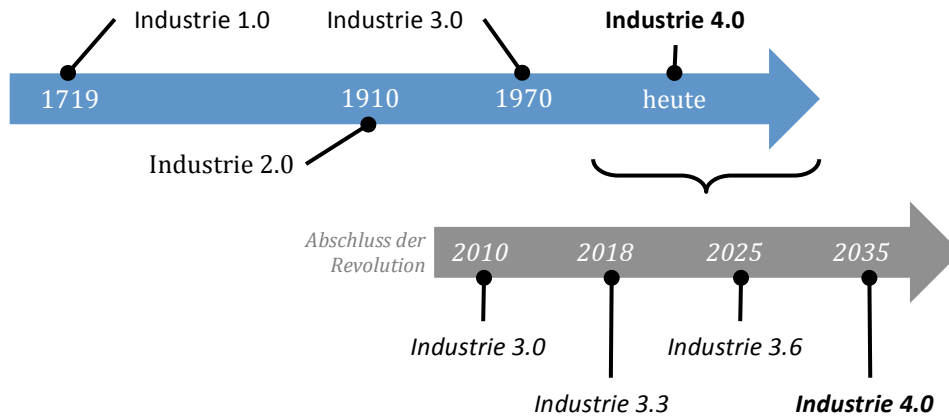 Industrie 1.0
Industrie 3.0
Industrie 4.0
1719
1910
1970
heute
Industrie 2.0
Abschluss der
Revolution
2010
2018
2025
2035
Industrie 3.0
Industrie 3.6
Industrie 3.3
Industrie 4.0